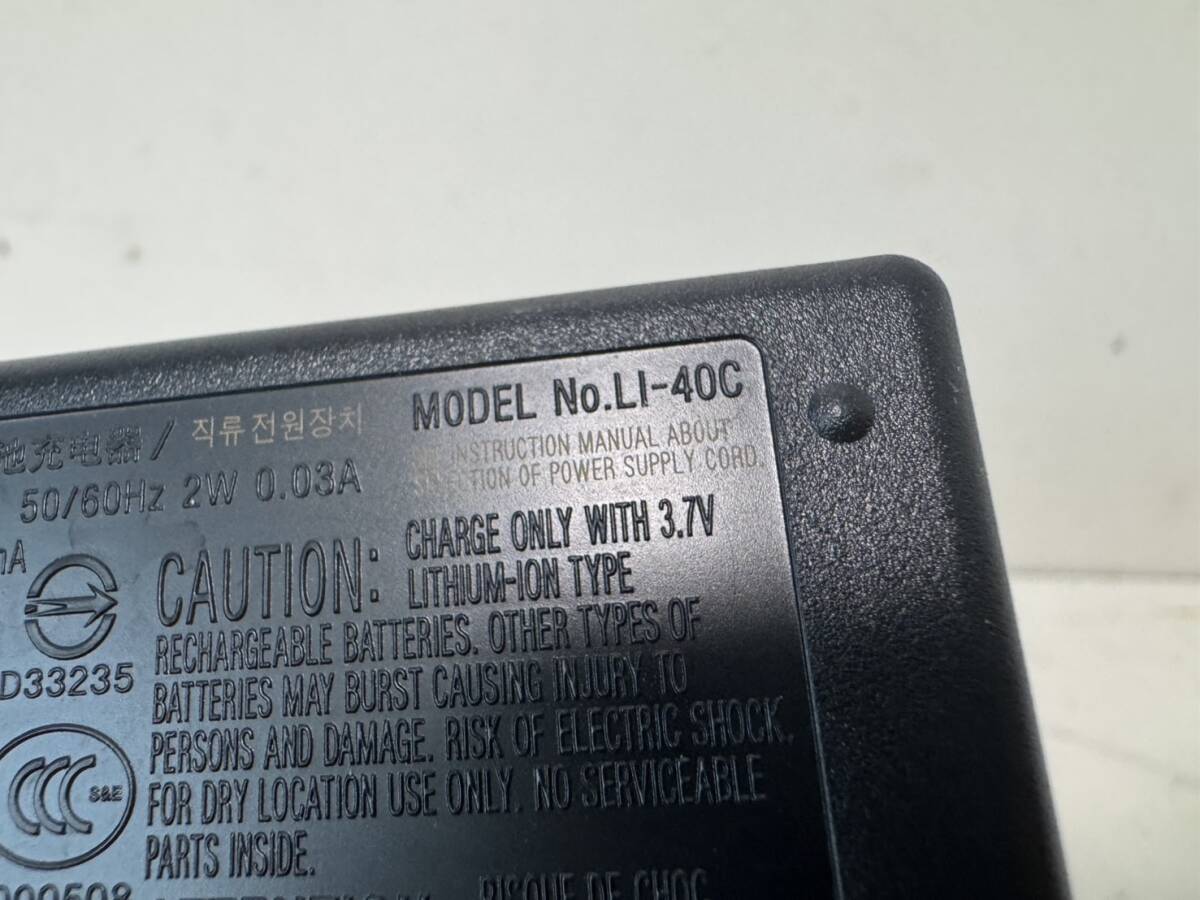 池充电器/ 직류전원장치
MODEL No.LI-40C
INSTRUCTION MANUAL ABOUT
OF POWER SUPPLY CORD.
50/60Hz 2W 0.03A
CAUTION: CHARGE ONLY WITH 3.7V
LITHIUM-ION TYPE
RECHARGEABLE BATTERIES. OTHER TYPES OF
BATTERIES MAY BURST CAUSING INJURY TO
PERSONS AND DAMAGE. RISK OF ELECTRIC SHOCK.
FOR DRY LOCATION USE ONLY. NO SERVICEABLE
PARTS INSIDE.
D33235
CCC S&E
RISQUE DE CHOC